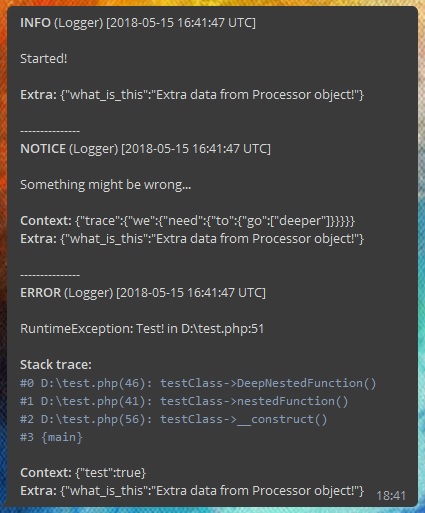 INFO (Logger) [2018-05-15 16:41:47 UTC]
Started!
Extra: {"what_is_this":"Extra data from Processor object!"}
---------------
NOTICE (Logger) [2018-05-15 16:41:47 UTC]
Something might be wrong...
Context: {"trace":{"we":{"need":{"to":{"go":["deeper"]}}}}}
Extra: {"what_is_this":"Extra data from Processor object!"}
---------------
ERROR (Logger) [2018-05-15 16:41:47 UTC]
RuntimeException: Test! in D:\test.php:51
Stack trace:
#0 D:\test.php(46): testClass->DeepNestedFunction()
#1 D:\test.php(41): testClass->nestedFunction()
#2 D:\test.php(56): testClass->__construct()
#3 {main}
Context: {"test":true}
Extra: {"what_is_this":"Extra data from Processor object!"}
18:41